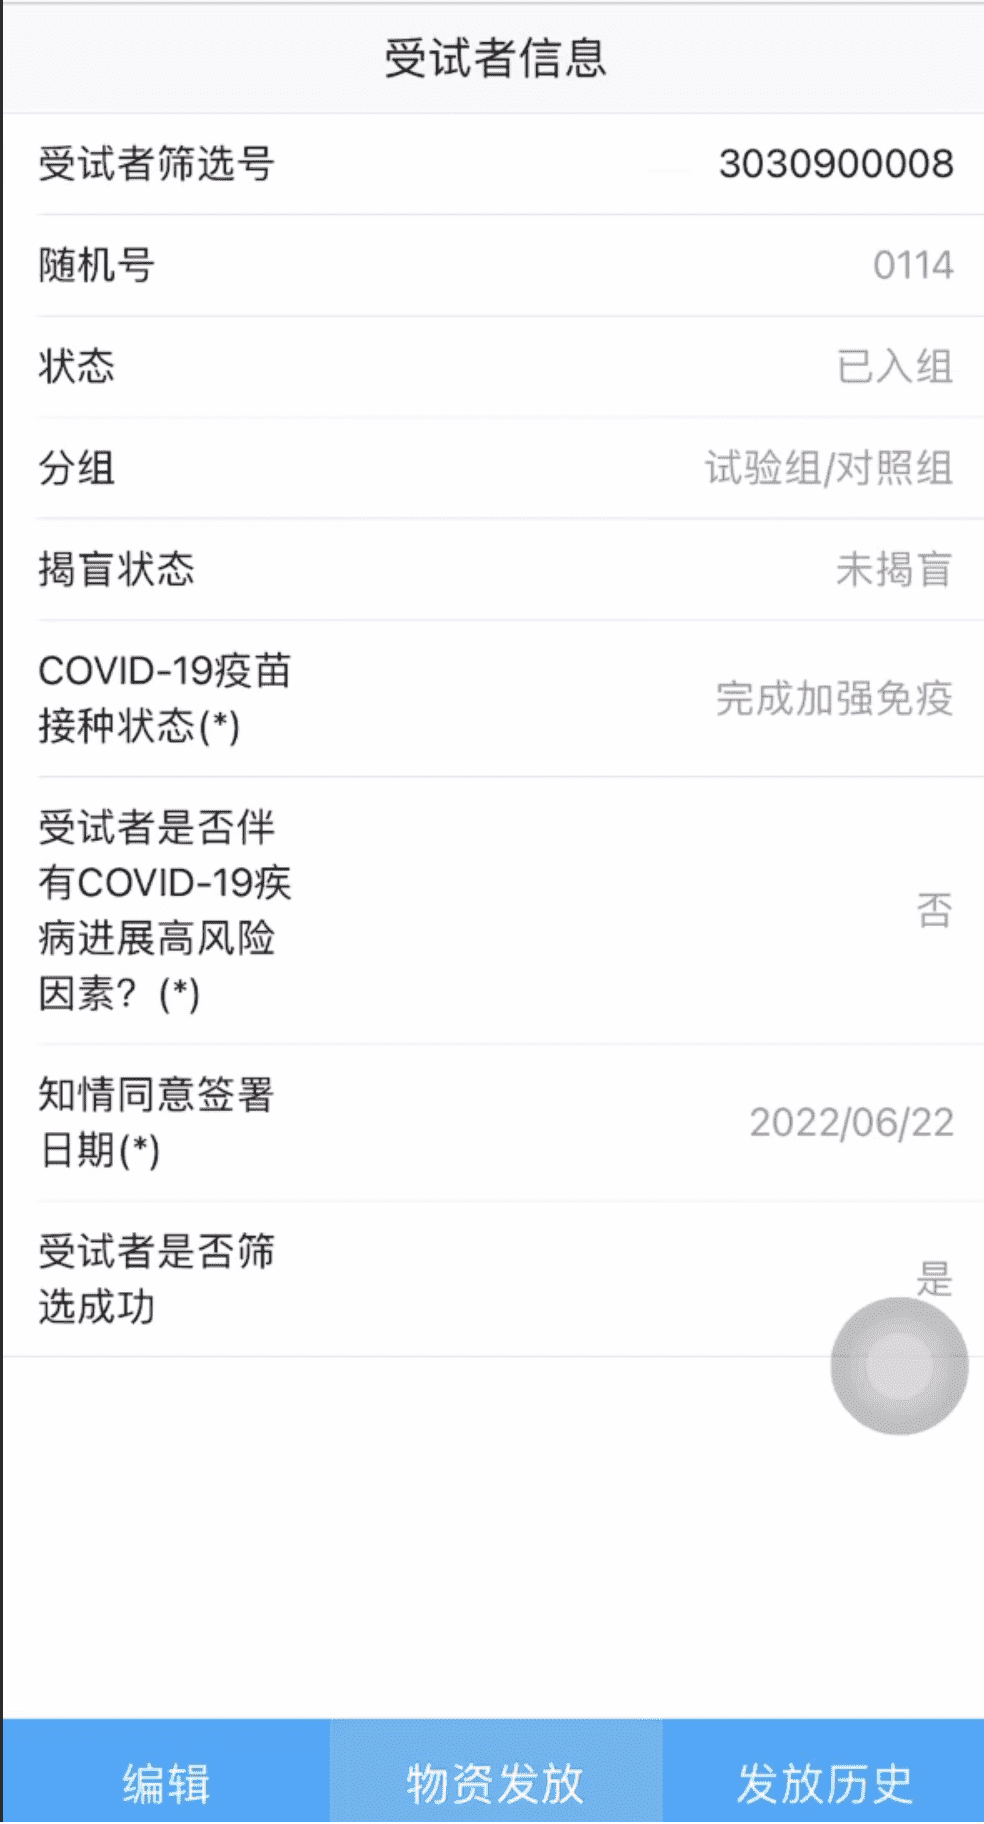 受试者信息
受试者筛选号 3030900008
随机号 0114
状态 已入组
分组 试验组/对照组
揭盲状态 未揭盲
COVID-19疫苗
接种状态(*)
完成加强免疫
受试者是否伴
有COVID-19疾
病进展高风险
因素？(*)
否
知情同意签署
日期(*)
2022/06/22
受试者是否筛
选成功
是
编辑 物资发放 发放历史